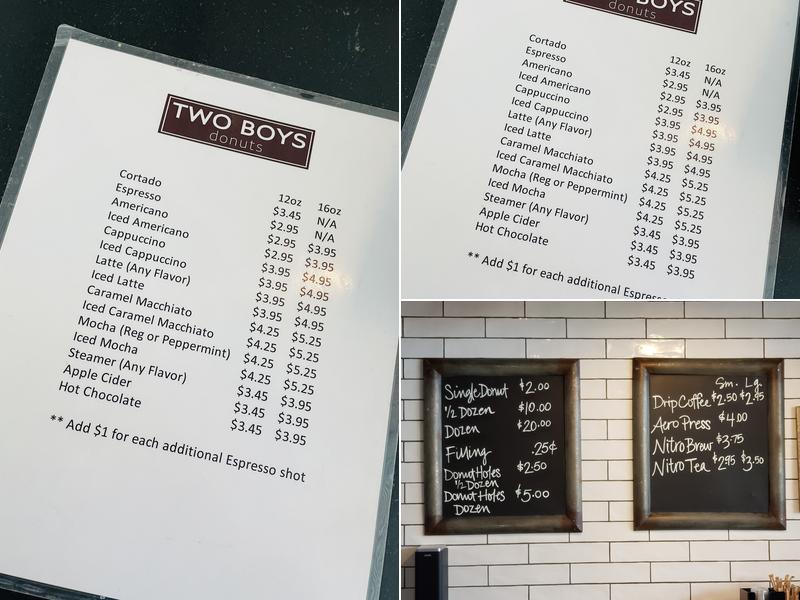 TWO BOYS
donuts
12oz 16oz
Cortado $3.45 N/A
Espresso $2.95 N/A
Americano $2.95 $3.95
Iced Americano $2.95 $3.95
Cappuccino $3.95 $4.95
Iced Cappuccino $3.95 $4.95
Latte (Any Flavor) $3.95 $4.95
Iced Latte $3.95 $4.95
Caramel Macchiato $4.25 $5.25
Iced Caramel Macchiato $4.25 $5.25
Mocha (Reg or Peppermint) $4.25 $5.25
Iced Mocha $4.25 $5.25
Steamer (Any Flavor) $3.45 $3.95
Apple Cider $3.45 $3.95
Hot Chocolate $3.45 $3.95
** Add $1 for each additional Espresso shot
donuts
12oz 16oz
Cortado $3.45 N/A
Espresso $2.95 N/A
Americano $2.95 $3.95
Iced Americano $2.95 $3.95
Cappuccino $3.95 $4.95
Iced Cappuccino $3.95 $4.95
Latte (Any Flavor) $3.95 $4.95
Iced Latte $3.95 $4.95
Caramel Macchiato $4.25 $5.25
Iced Caramel Macchiato $4.25 $5.25
Mocha (Reg or Peppermint) $4.25 $5.25
Iced Mocha $4.25 $5.25
Steamer (Any Flavor) $3.45 $3.95
Apple Cider $3.45 $3.95
Hot Chocolate $3.45 $3.95
** Add $1 for each additional
Single Donut $2.00
1/2 Dozen $10.00
Dozen $20.00
Filling .25¢
Donut Holes $2.50
1/2 Dozen
Donut Holes $5.00
Dozen
Sm. Lg.
Drip Coffee $2.50 $2.95
Aero Press $4.00
Nitro Brew $3.75
Nitro Tea $2.95 $3.50